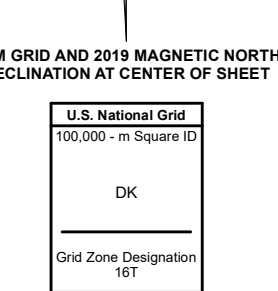 M GRID AND 2019 MAGNETIC NORTH
ECLINATION AT CENTER OF SHEET
U.S. National Grid
100,000 - m Square ID
DK
Grid Zone Designation
16T